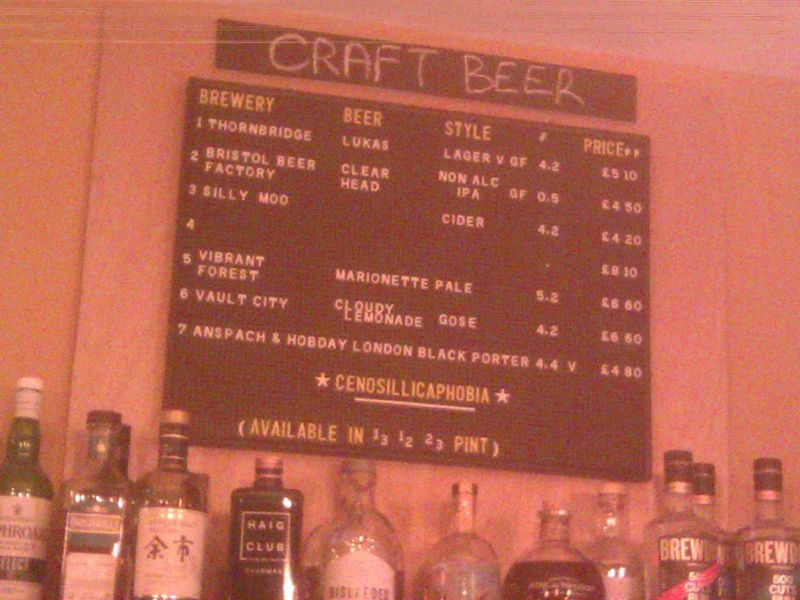 CRAFT BEER
BREWERY BEER STYLE PRICE PP
1 THORNBRIDGE LUKAS LAGER V GF 4.2 £5 10
2 BRISTOL BEER FACTORY CLEAR HEAD NON ALC IPA GF 0.5 £4 50
3 SILLY MOO CIDER 4.2 £4 20
4 £8 10
5 VIBRANT FOREST MARIONETTE PALE 5.2 £6 60
6 VAULT CITY CLOUDY LEMONADE GOSE 4.2 £6 60
7 ANSPACH & HOBDAY LONDON BLACK PORTER 4.4 V £4 80
★ CENOSILLICAPHOBIA ★
(AVAILABLE IN 1 3 1 2 2 3 PINT)
HAIG
CLUB
余市
BREWD
BREWD